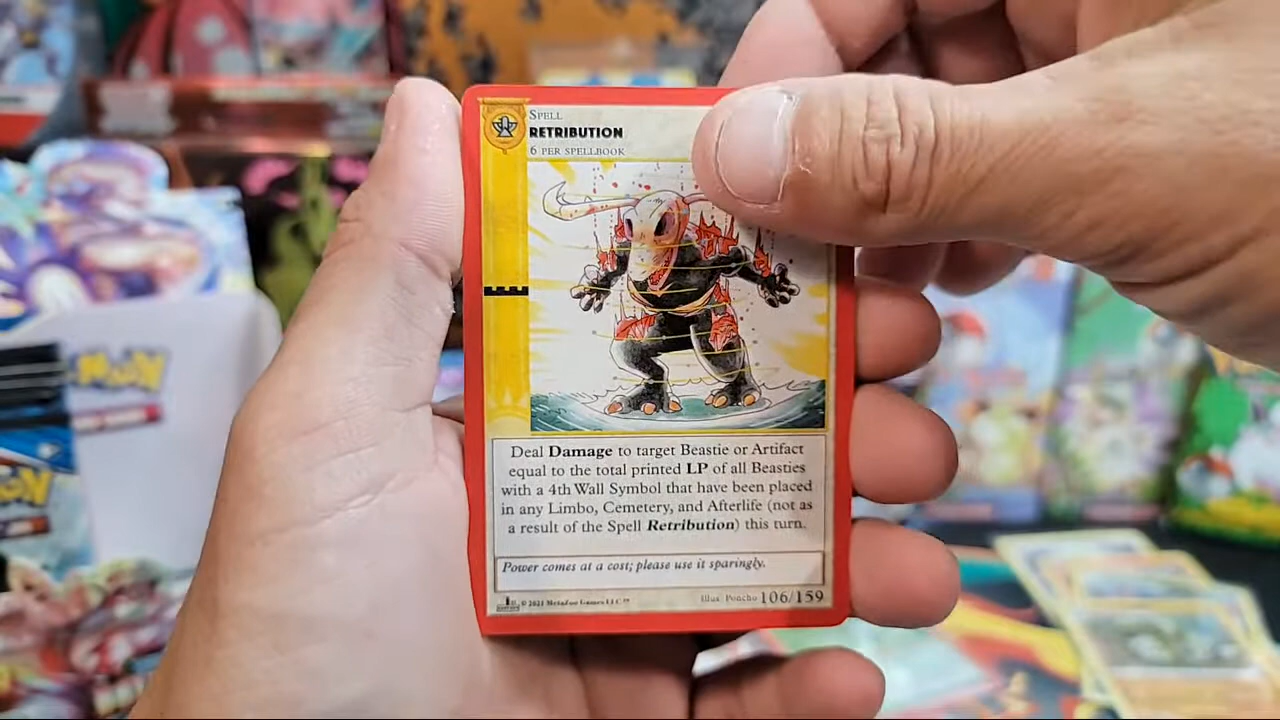 SPELL
RETRIBUTION
6 PER SPELLBOOK
Deal Damage to target Beastie or Artifact
equal to the total printed LP of all Beasties
with a 4th Wall Symbol that have been placed
in any Limbo, Cemetery, and Afterlife (not as
a result of the Spell Retribution) this turn.
Power comes at a cost; please use it sparingly.
© 2021 MetaZoo Games LLC™
Illus. Poncho 106/159